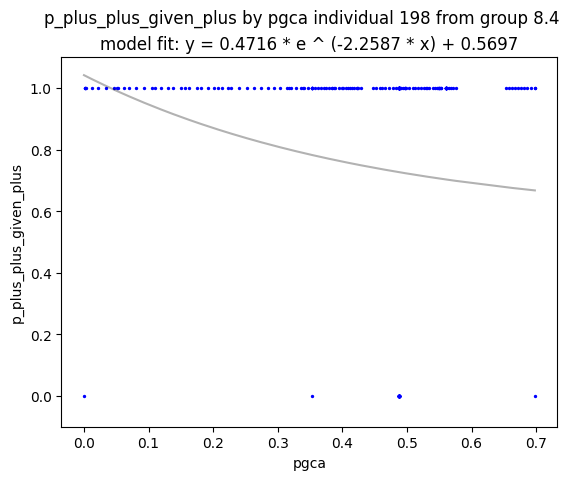 p_plus_plus_given_plus by pgca individual 198 from group 8.4
model fit: y = 0.4716 * e ^ (-2.2587 * x) + 0.5697
p_plus_plus_given_plus
1.0
0.8
0.6
0.4
0.2
0.0
0.0 0.1 0.2 0.3 0.4 0.5 0.6 0.7
pgca